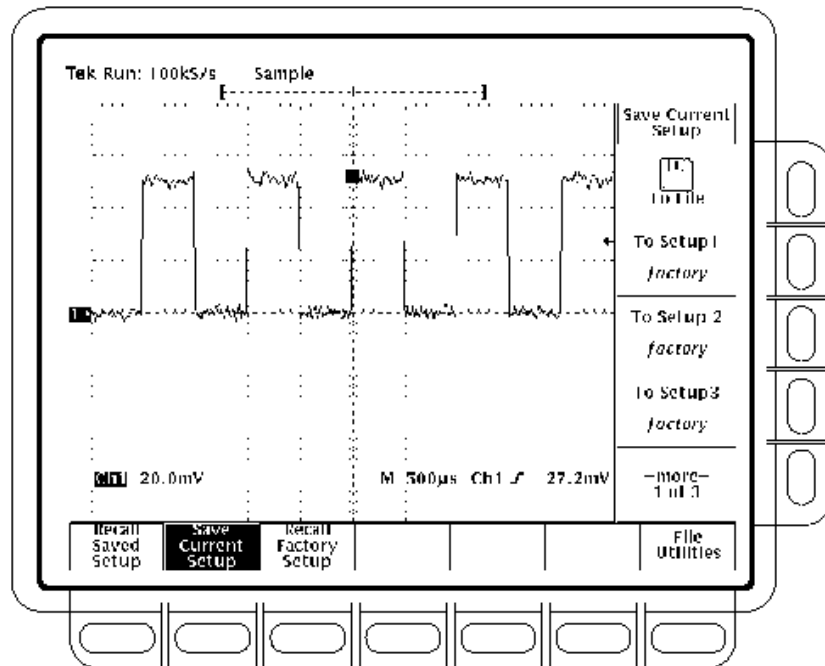 Tek Run: 100kS/s Sample
Save Current
Setup
To File
To Setup 1
factory
To Setup 2
factory
To Setup 3
factory
–more–
1 of 3
1
Ch1 20.0mV M 500µs Ch1 27.2mV
Recall
Saved
Setup
Save
Current
Setup
Recall
Factory
Setup
File
Utilities